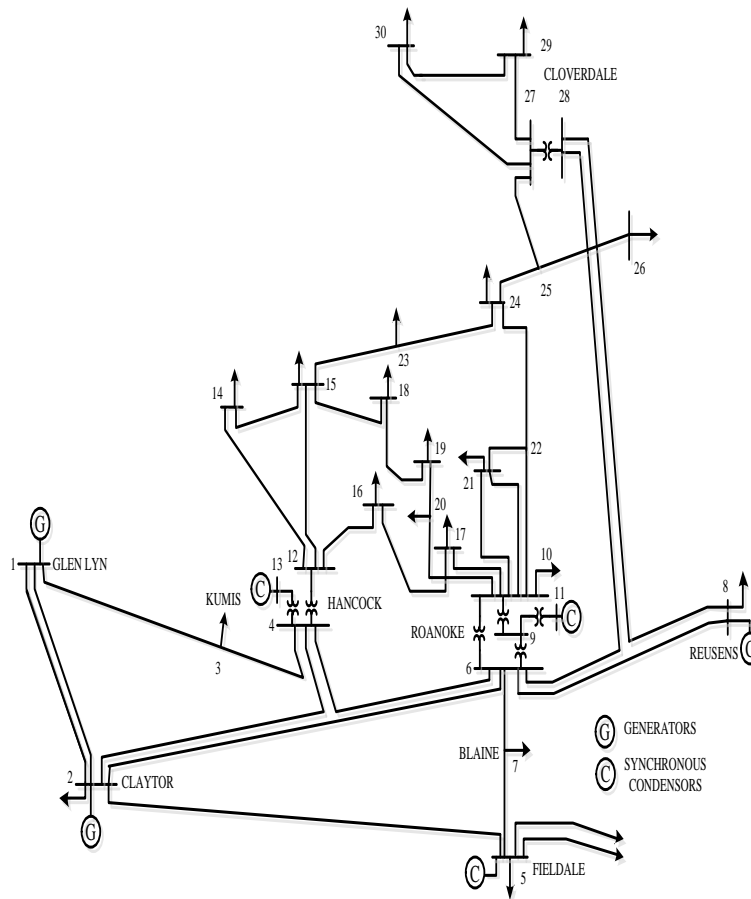 30
29
CLOVERDALE
27
28
26
25
24
23
15
18
14
19
22
21
16
20
17
10
12
G
1
GLEN LYN
13
11
8
C
HANCOCK
C
KUMIS
4
ROANOKE
9
REUSENS
C
3
6
G
GENERATORS
BLAINE
7
2
CLAYTOR
C
SYNCHRONOUS
CONDENSORS
G
C
5
FIELDALE